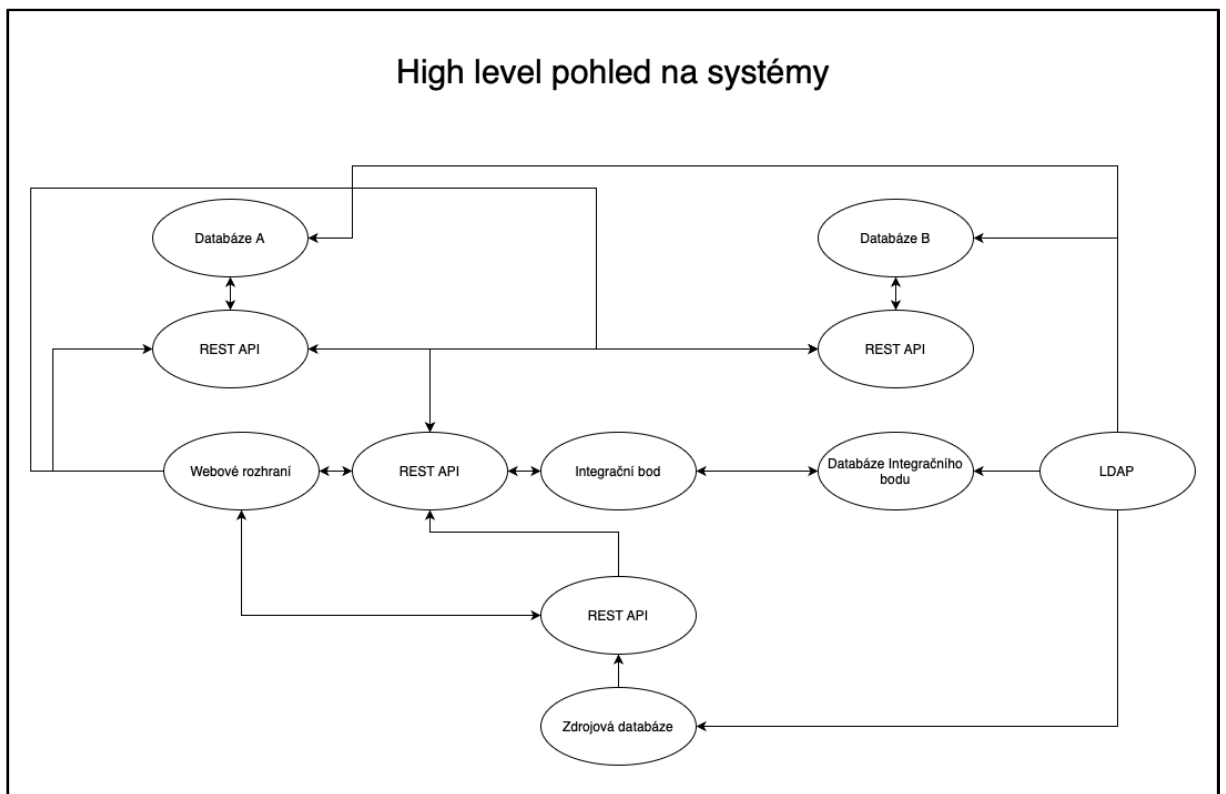 High level pohled na systémy
Databáze A
Databáze B
REST API
REST API
Webové rozhraní
REST API
Integrační bod
Databáze Integračního
bodu
LDAP
REST API
Zdrojová databáze